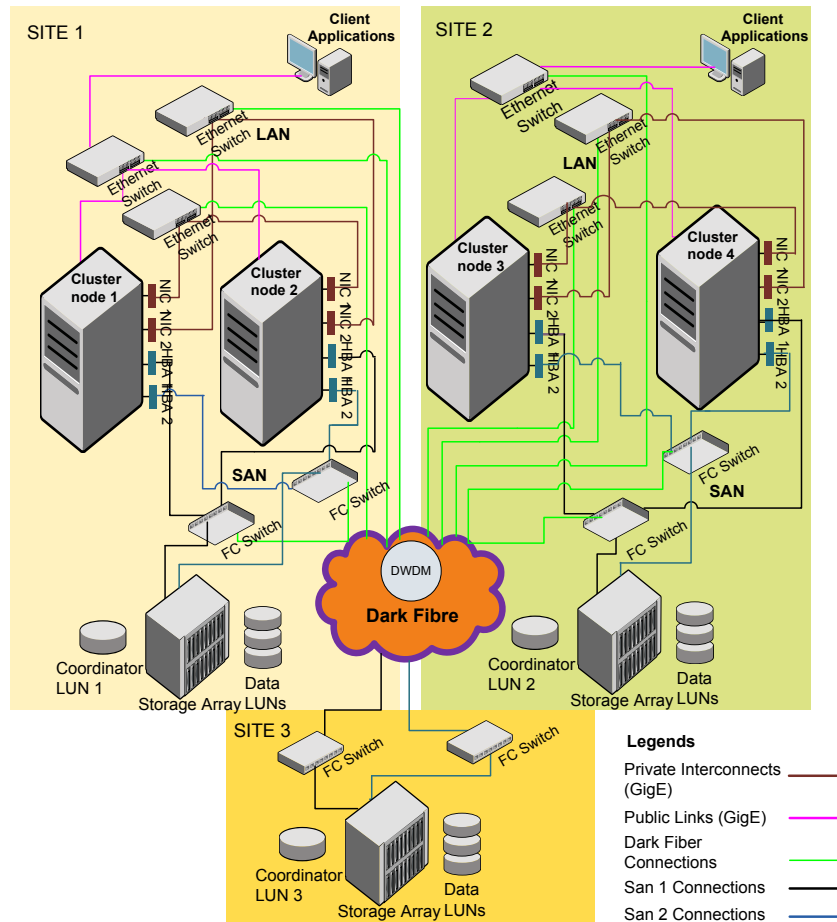 SITE 1
Client
Applications
Ethernet
Switch
LAN
Ethernet
Switch
Ethernet
Switch
Cluster
node 1
NIC 1
NIC 2
HBA 1
HBA 2
Cluster
node 2
NIC 1
NIC 2
HBA 1
HBA 2
SAN
FC Switch
FC Switch
Coordinator
LUN 1
Storage Array
Data
LUNs
SITE 2
Client
Applications
Ethernet
Switch
Ethernet
Switch
LAN
Ethernet
Switch
Cluster
node 3
NIC 1
NIC 2
HBA 1
HBA 2
Cluster
node 4
NIC 1
NIC 2
HBA 1
HBA 2
FC Switch
SAN
FC Switch
Coordinator
LUN 2
Storage Array
Data
LUNs
DWDM
Dark Fibre
SITE 3
FC Switch
FC Switch
Coordinator
LUN 3
Storage Array
Data
LUNs
Legends
Private Interconnects
(GigE)
Public Links (GigE)
Dark Fiber
Connections
San 1 Connections
San 2 Connections